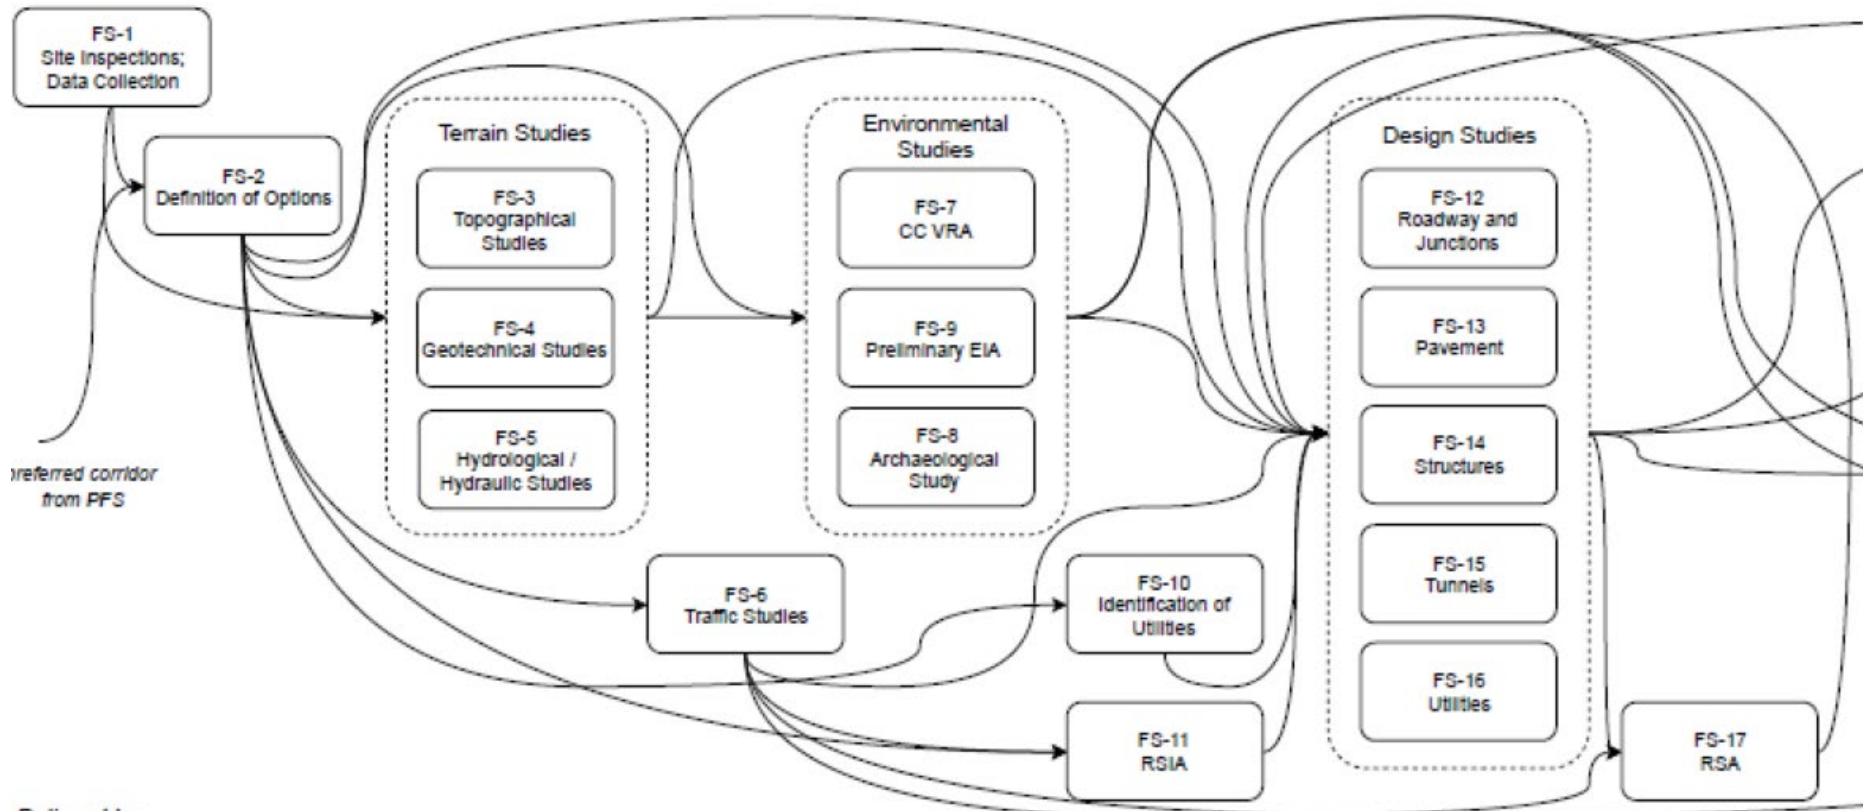 FS-1
Site Inspections;
Data Collection
FS-2
Definition of Options
preferred corridor
from PFS
Terrain Studies
FS-3
Topographical
Studies
FS-4
Geotechnical Studies
FS-5
Hydrological /
Hydraulic Studies
FS-6
Traffic Studies
Environmental
Studies
FS-7
CC VRA
FS-9
Preliminary EIA
FS-8
Archaeological
Study
FS-10
Identification of
Utilities
FS-11
RSIA
Design Studies
FS-12
Roadway and
Junctions
FS-13
Pavement
FS-14
Structures
FS-15
Tunnels
FS-16
Utilities
FS-17
RSA